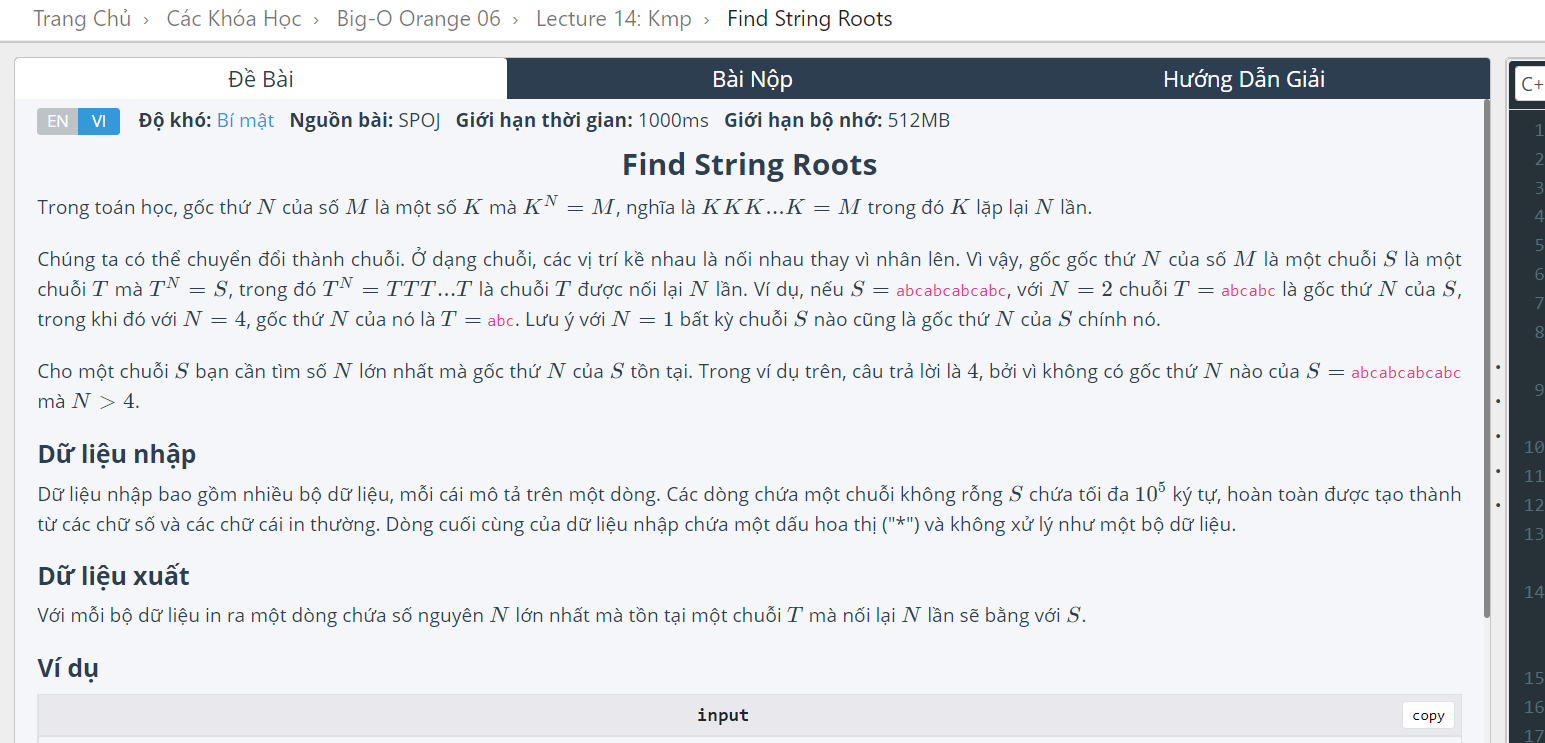 Trang Chủ › Các Khóa Học › Big-O Orange 06 › Lecture 14: Kmp › Find String Roots
Đề Bài Bài Nộp Hướng Dẫn Giải
C+
EN VI Độ khó: Bí mật Nguồn bài: SPOJ Giới hạn thời gian: 1000ms Giới hạn bộ nhớ: 512MB
Find String Roots
Trong toán học, gốc thứ N của số M là một số K mà K^N = M, nghĩa là KKK...K = M trong đó K lặp lại N lần.
Chúng ta có thể chuyển đổi thành chuỗi. Ở dạng chuỗi, các vị trí kề nhau là nối nhau thay vì nhân lên. Vì vậy, gốc gốc thứ N của số M là một chuỗi S là một
chuỗi T mà T^N = S, trong đó T^N = TTT...T là chuỗi T được nối lại N lần. Ví dụ, nếu S = abcabcabcabc, với N = 2 chuỗi T = abcabc là gốc thứ N của S,
trong khi đó với N = 4, gốc thứ N của nó là T = abc. Lưu ý với N = 1 bất kỳ chuỗi S nào cũng là gốc thứ N của S chính nó.
Cho một chuỗi S bạn cần tìm số N lớn nhất mà gốc thứ N của S tồn tại. Trong ví dụ trên, câu trả lời là 4, bởi vì không có gốc thứ N nào của S = abcabcabcabc
mà N > 4.
Dữ liệu nhập
Dữ liệu nhập bao gồm nhiều bộ dữ liệu, mỗi cái mô tả trên một dòng. Các dòng chứa một chuỗi không rỗng S chứa tối đa 10^5 ký tự, hoàn toàn được tạo thành
từ các chữ số và các chữ cái in thường. Dòng cuối cùng của dữ liệu nhập chứa một dấu hoa thị ("*") và không xử lý như một bộ dữ liệu.
Dữ liệu xuất
Với mỗi bộ dữ liệu in ra một dòng chứa số nguyên N lớn nhất mà tồn tại một chuỗi T mà nối lại N lần sẽ bằng với S.
Ví dụ
input copy
1
2
3
4
5
6
7
8
9
10
11
12
13
14
15
16
17